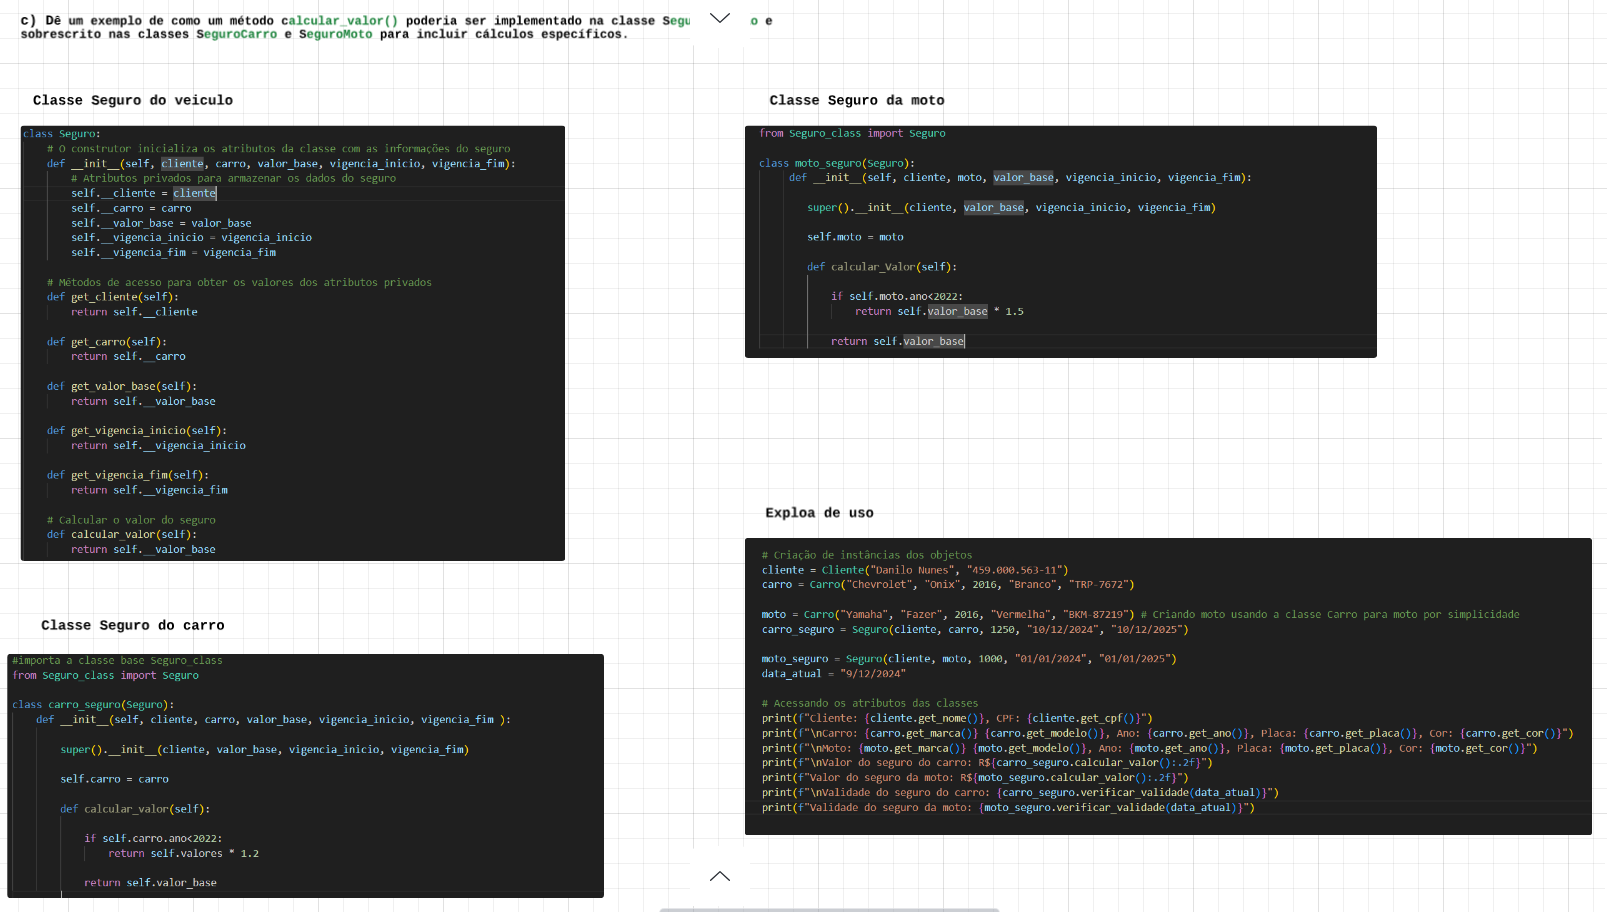 c) Dê um exemplo de como um método calcular_valor() poderia ser implementado na classe Segu o e
sobrescrito nas classes SeguroCarro e SeguroMoto para incluir cálculos específicos.
Classe Seguro do veiculo
class Seguro:
# O construtor inicializa os atributos da classe com as informações do seguro
def __init__(self, cliente, carro, valor_base, vigencia_inicio, vigencia_fim):
# Atributos privados para armazenar os dados do seguro
self.__cliente = cliente
self.__carro = carro
self.__valor_base = valor_base
self.__vigencia_inicio = vigencia_inicio
self.__vigencia_fim = vigencia_fim
# Métodos de acesso para obter os valores dos atributos privados
def get_cliente(self):
return self.__cliente
def get_carro(self):
return self.__carro
def get_valor_base(self):
return self.__valor_base
def get_vigencia_inicio(self):
return self.__vigencia_inicio
def get_vigencia_fim(self):
return self.__vigencia_fim
# Calcular o valor do seguro
def calcular_valor(self):
return self.__valor_base
Classe Seguro do carro
#importa a classe base Seguro_class
from Seguro_class import Seguro
class carro_seguro(Seguro):
def __init__(self, cliente, carro, valor_base, vigencia_inicio, vigencia_fim ):
super().__init__(cliente, valor_base, vigencia_inicio, vigencia_fim)
self.carro = carro
def calcular_valor(self):
if self.carro.ano<2022:
return self.valores * 1.2
return self.valor_base
Classe Seguro da moto
from Seguro_class import Seguro
class moto_seguro(Seguro):
def __init__(self, cliente, moto, valor_base, vigencia_inicio, vigencia_fim):
super().__init__(cliente, valor_base, vigencia_inicio, vigencia_fim)
self.moto = moto
def calcular_Valor(self):
if self.moto.ano<2022:
return self.valor_base * 1.5
return self.valor_base
Exploa de uso
# Criação de instâncias dos objetos
cliente = Cliente("Danilo Nunes", "459.000.563-11")
carro = Carro("Chevrolet", "Onix", 2016, "Branco", "TRP-7672")
moto = Carro("Yamaha", "Fazer", 2016, "Vermelha", "BKM-87219") # Criando moto usando a classe Carro para moto por simplicidade
carro_seguro = Seguro(cliente, carro, 1250, "10/12/2024", "10/12/2025")
moto_seguro = Seguro(cliente, moto, 1000, "01/01/2024", "01/01/2025")
data_atual = "9/12/2024"
# Acessando os atributos das classes
print(f"Cliente: {cliente.get_nome()}, CPF: {cliente.get_cpf()}")
print(f"\nCarro: {carro.get_marca()} {carro.get_modelo()}, Ano: {carro.get_ano()}, Placa: {carro.get_placa()}, Cor: {carro.get_cor()}")
print(f"\nMoto: {moto.get_marca()} {moto.get_modelo()}, Ano: {moto.get_ano()}, Placa: {moto.get_placa()}, Cor: {moto.get_cor()}")
print(f"\nValor do seguro do carro: R${carro_seguro.calcular_valor():.2f}")
print(f"Valor do seguro da moto: R${moto_seguro.calcular_valor():.2f}")
print(f"\nValidade do seguro do carro: {carro_seguro.verificar_validade(data_atual)}")
print(f"Validade do seguro da moto: {moto_seguro.verificar_validade(data_atual)}")